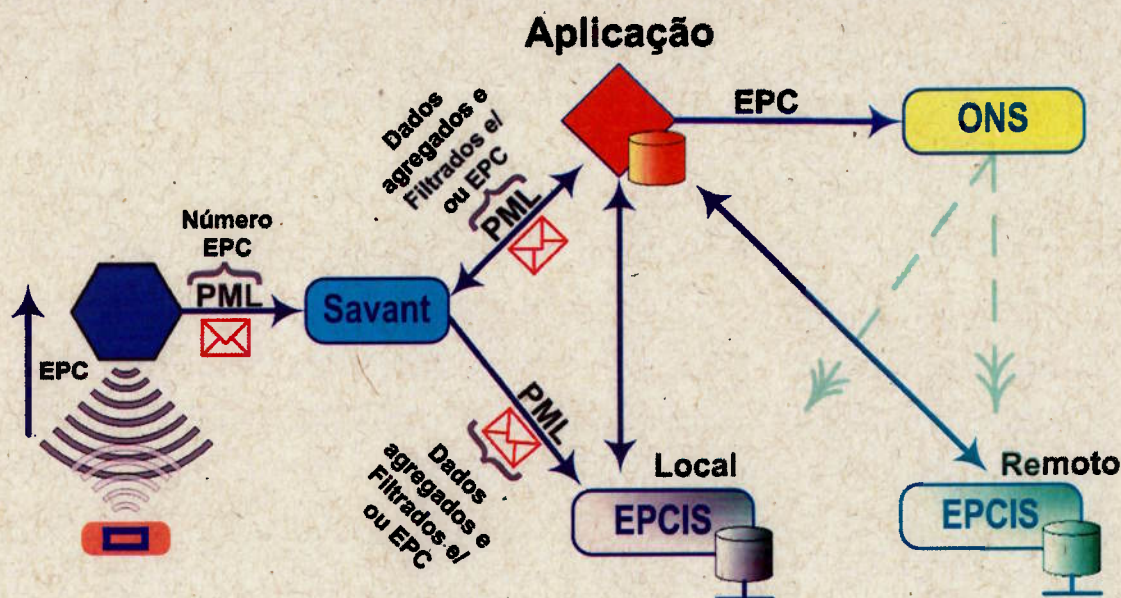 Aplicação
Dados
agregados e
Filtrados e/
ou EPC
PML
EPC
ONS
Número
EPC
PML
Savant
EPC
PML
Dados
agregados e
Filtrados e/
ou EPC
Local
EPCIS
Remoto
EPCIS